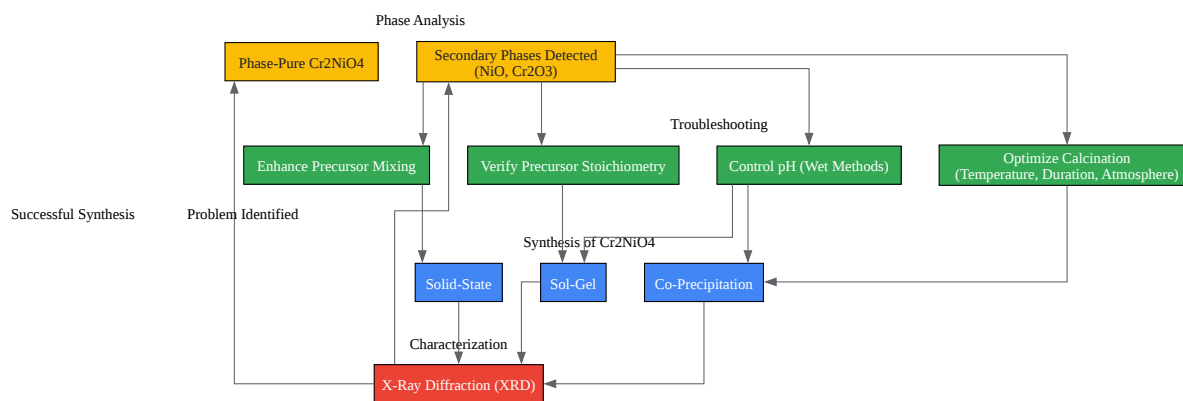 Phase Analysis
Phase-Pure Cr2NiO4
Secondary Phases Detected
(NiO, Cr2O3)
Troubleshooting
Enhance Precursor Mixing
Verify Precursor Stoichiometry
Control pH (Wet Methods)
Optimize Calcination
(Temperature, Duration, Atmosphere)
Successful Synthesis
Problem Identified
Synthesis of Cr2NiO4
Solid-State
Sol-Gel
Co-Precipitation
Characterization
X-Ray Diffraction (XRD)